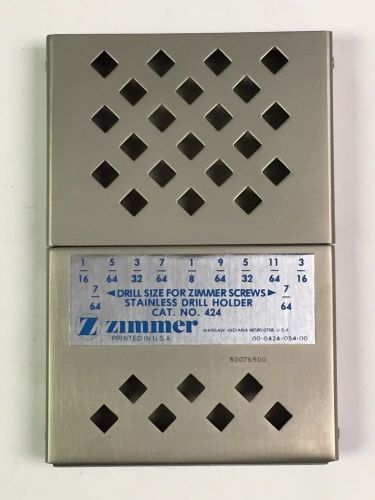 1/16 5/64 3/32 7/64 1/8 9/64 5/32 11/64 3/16
7/64 ◄DRILL SIZE FOR ZIMMER SCREWS► 7/64
STAINLESS DRILL HOLDER
CAT. NO. 424
Z zimmer WARSAW, INDIANA 46580-0708, U.S.A.
PRINTED IN U.S.A. 00-0424-054-00
50076500